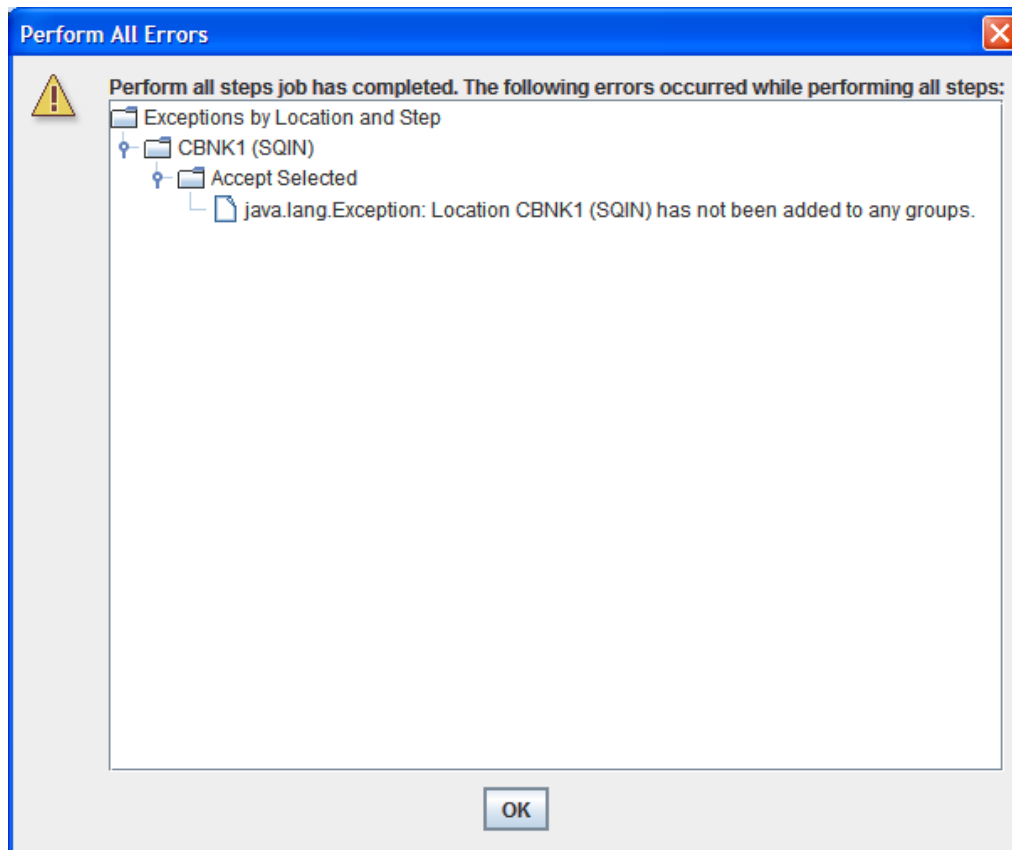 Perform All Errors
Perform all steps job has completed. The following errors occurred while performing all steps:
Exceptions by Location and Step
CBNK1 (SQIN)
Accept Selected
java.lang.Exception: Location CBNK1 (SQIN) has not been added to any groups.
OK